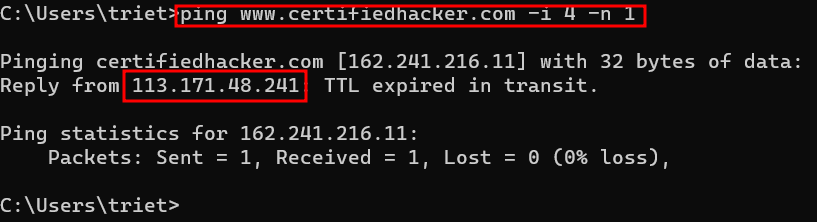 C:\Users\triet>ping www.certifiedhacker.com -i 4 -n 1
Pinging certifiedhacker.com [162.241.216.11] with 32 bytes of data:
Reply from 113.171.48.241: TTL expired in transit.
Ping statistics for 162.241.216.11:
    Packets: Sent = 1, Received = 1, Lost = 0 (0% loss),
C:\Users\triet>